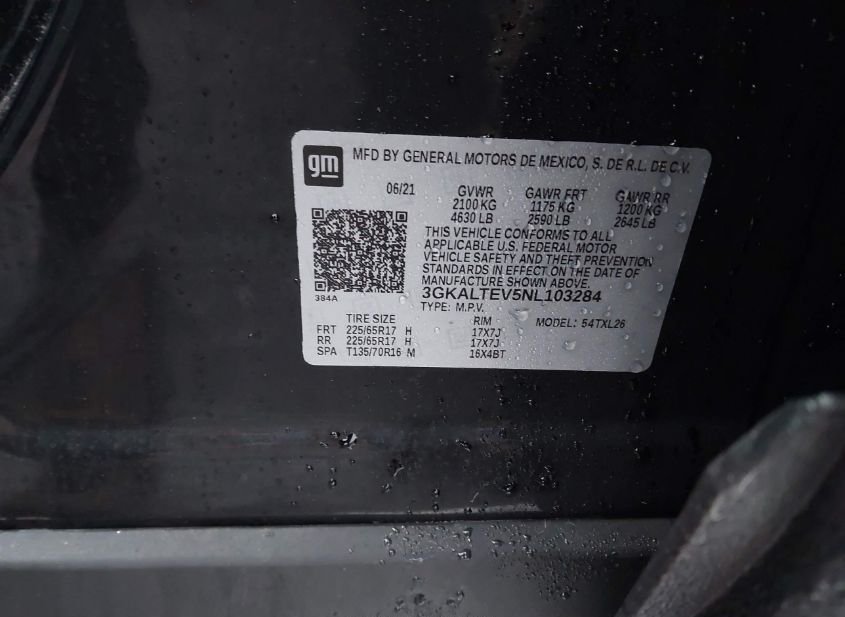 gm MFD BY GENERAL MOTORS DE MEXICO, S. DE R.L. DE C.V.
06/21 GVWR GAWR FRT GAWR RR
2100 KG 1175 KG 1200 KG
4630 LB 2590 LB 2645 LB
THIS VEHICLE CONFORMS TO ALL
APPLICABLE U.S. FEDERAL MOTOR
VEHICLE SAFETY AND THEFT PREVENTION
STANDARDS IN EFFECT ON THE DATE OF
MANUFACTURE SHOWN ABOVE.
384A 3GKALTEV5NL103284
TYPE: M.P.V.
TIRE SIZE RIM MODEL: 54TXL26
FRT 225/65R17 H 17X7J
RR 225/65R17 H 17X7J
SPA T135/70R16 M 16X4BT